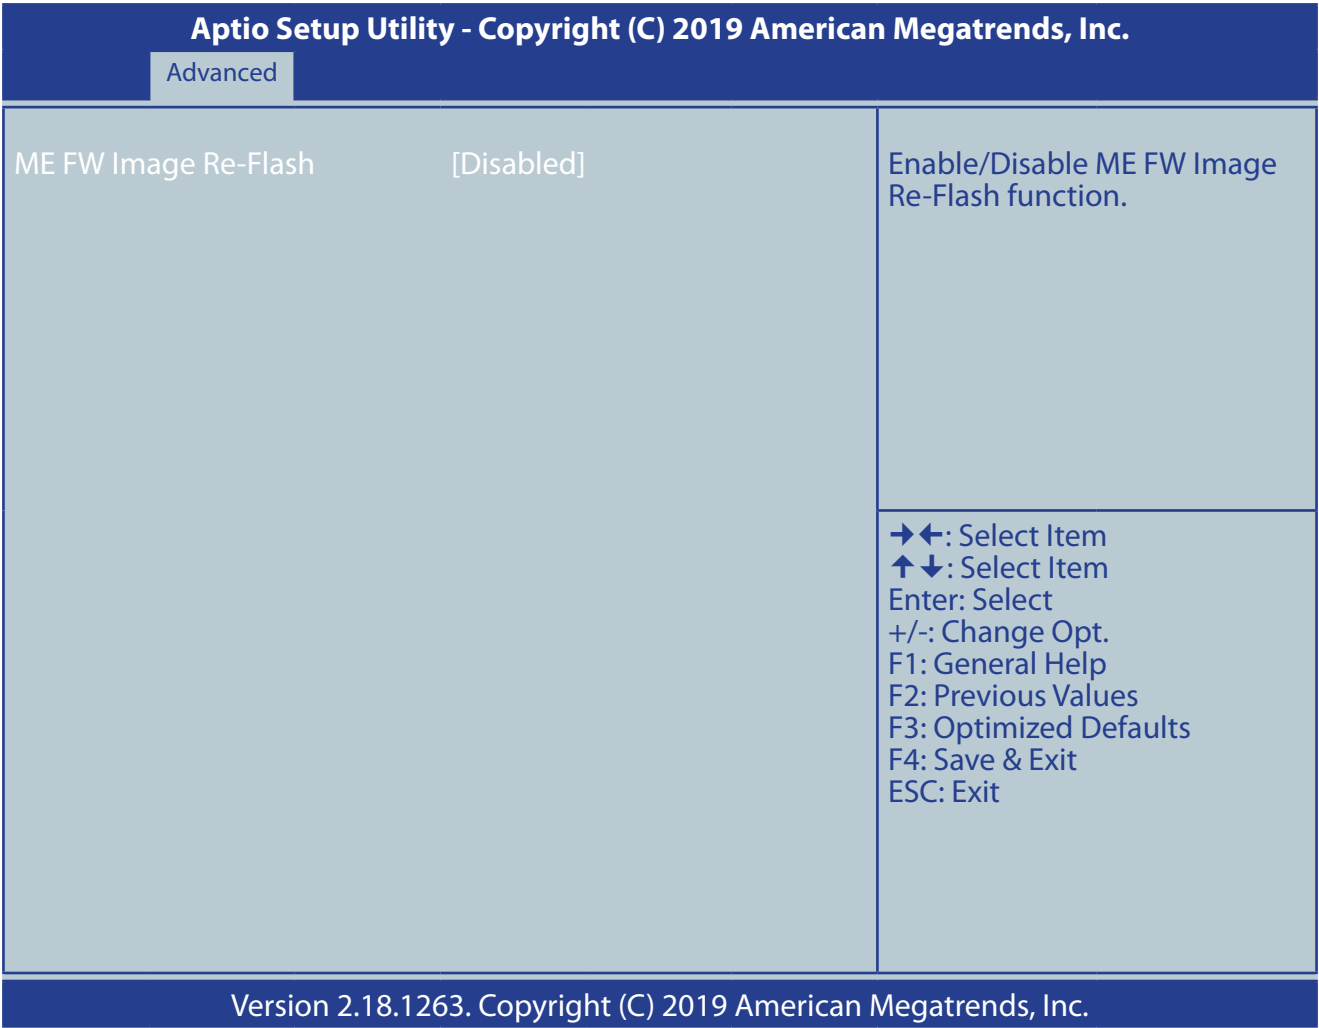 Aptio Setup Utility - Copyright (C) 2019 American Megatrends, Inc.
Advanced
ME FW Image Re-Flash [Disabled]
Enable/Disable ME FW Image
Re-Flash function.
→←: Select Item
↑↓: Select Item
Enter: Select
+/-: Change Opt.
F1: General Help
F2: Previous Values
F3: Optimized Defaults
F4: Save & Exit
ESC: Exit
Version 2.18.1263. Copyright (C) 2019 American Megatrends, Inc.